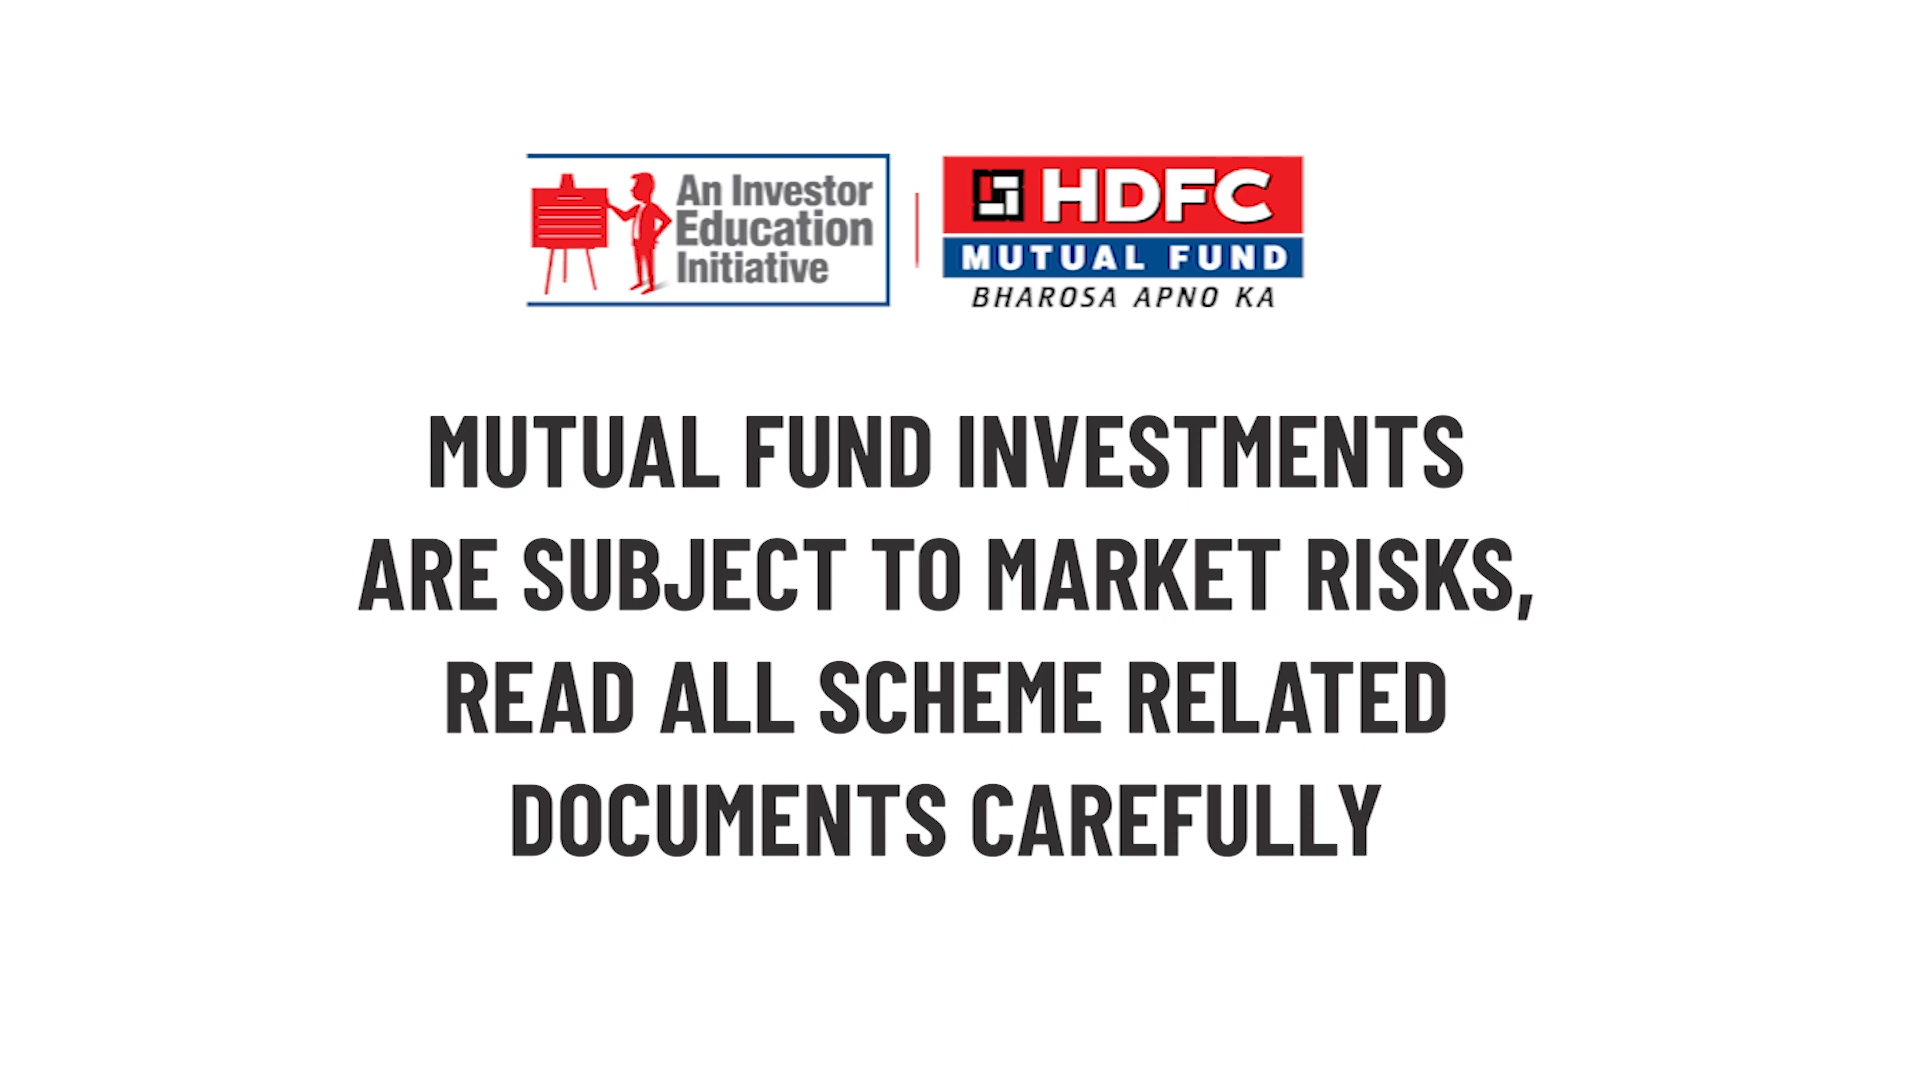 An Investor
Education
Initiative
HDFC
MUTUAL FUND
BHAROSA APNO KA
MUTUAL FUND INVESTMENTS
ARE SUBJECT TO MARKET RISKS,
READ ALL SCHEME RELATED
DOCUMENTS CAREFULLY